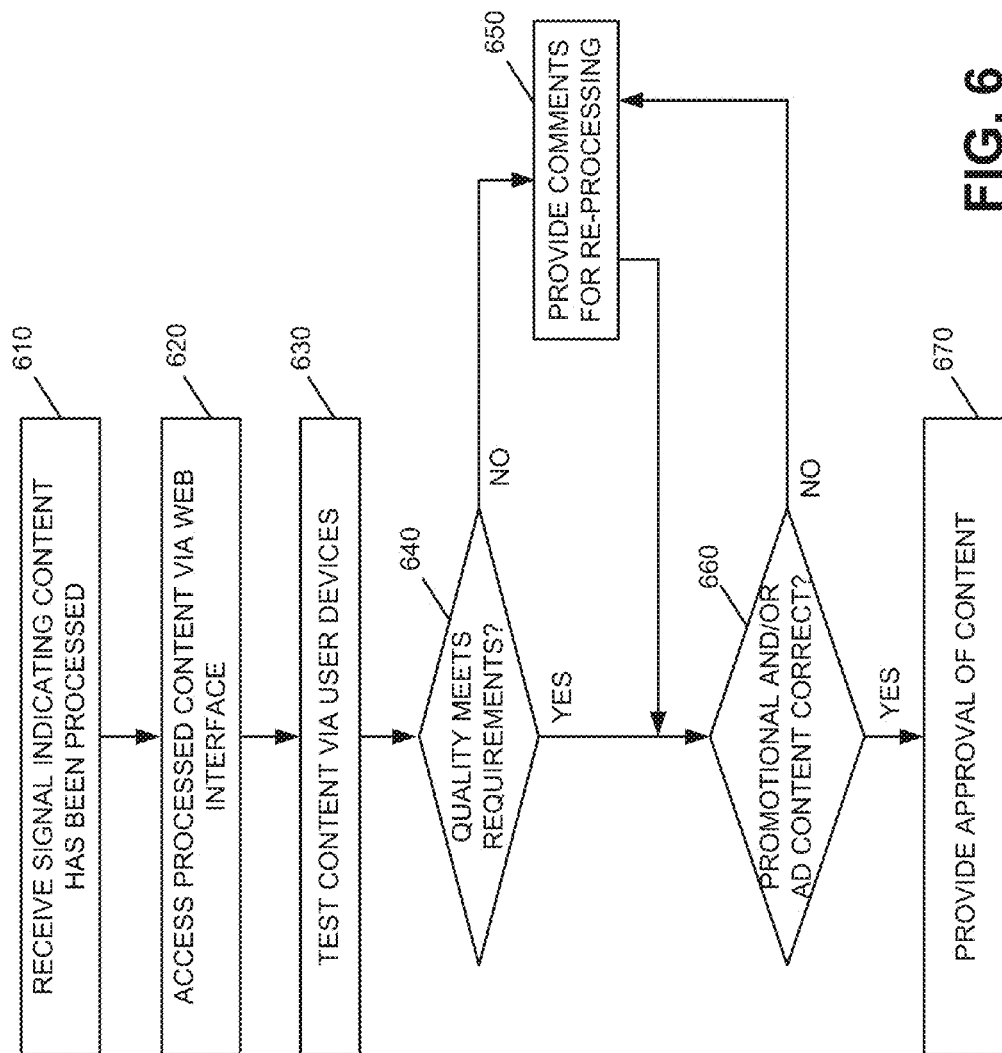 610
RECEIVE SIGNAL INDICATING CONTENT
HAS BEEN PROCESSED
620
ACCESS PROCESSED CONTENT VIA WEB
INTERFACE
630
TEST CONTENT VIA USER DEVICES
640
QUALITY MEETS
REQUIREMENTS?
NO
YES
650
PROVIDE COMMENTS
FOR RE-PROCESSING
660
PROMOTIONAL AND/OR
AD CONTENT CORRECT?
NO
YES
670
PROVIDE APPROVAL OF CONTENT
FIG. 6